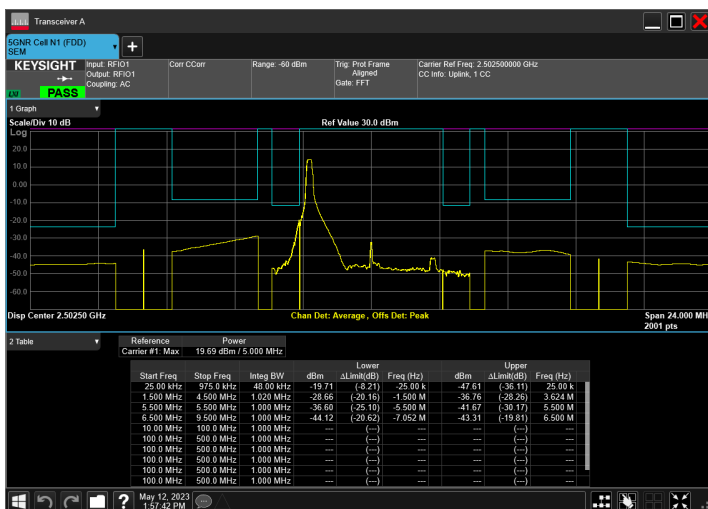 Transceiver A
5GNR Cell N1 (FDD)
SEM
KEYSIGHT
PASS
Input: RFIO1
Output: RFIO1
Coupling: AC
Corr CCorr
Range: -60 dBm
Trig: Prot Frame
Aligned
Gate: FFT
Carrier Ref Freq: 2.502500000 GHz
CC Info: Uplink, 1 CC
1 Graph
Scale/Div 10 dB
Ref Value 30.0 dBm
Log
20.0
10.0
0.00
-10.0
-20.0
-30.0
-40.0
-50.0
-60.0
Disp Center 2.50250 GHz
Chan Det: Average, Offs Det: Peak
Span 24.000 MH
2001 pts
2 Table
Reference Power
Carrier #1: Max 19.69 dBm / 5.000 MHz
Lower Upper
Start Freq Stop Freq Integ BW dBm ΔLimit(dB) Freq (Hz) dBm ΔLimit(dB) Freq (Hz)
25.00 kHz 975.0 kHz 48.00 kHz -19.71 (-8.21) -25.00 k -47.61 (-36.11) 25.00 k
1.500 MHz 4.500 MHz 1.020 MHz -28.66 (-20.16) -1.500 M -36.76 (-28.26) 3.624 M
5.500 MHz 5.500 MHz 1.000 MHz -36.60 (-25.10) -5.500 M -41.67 (-30.17) 5.500 M
6.500 MHz 9.500 MHz 1.000 MHz -44.12 (-20.62) -7.052 M -43.31 (-19.81) 6.500 M
10.00 MHz 100.0 MHz 1.000 MHz --- (---) --- --- (---) ---
100.0 MHz 500.0 MHz 1.000 MHz --- (---) --- --- (---) ---
100.0 MHz 500.0 MHz 1.000 MHz --- (---) --- --- (---) ---
100.0 MHz 500.0 MHz 1.000 MHz --- (---) --- --- (---) ---
100.0 MHz 500.0 MHz 1.000 MHz --- (---) --- --- (---) ---
100.0 MHz 500.0 MHz 1.000 MHz --- (---) --- --- (---) ---
May 12, 2023
1:57:42 PM